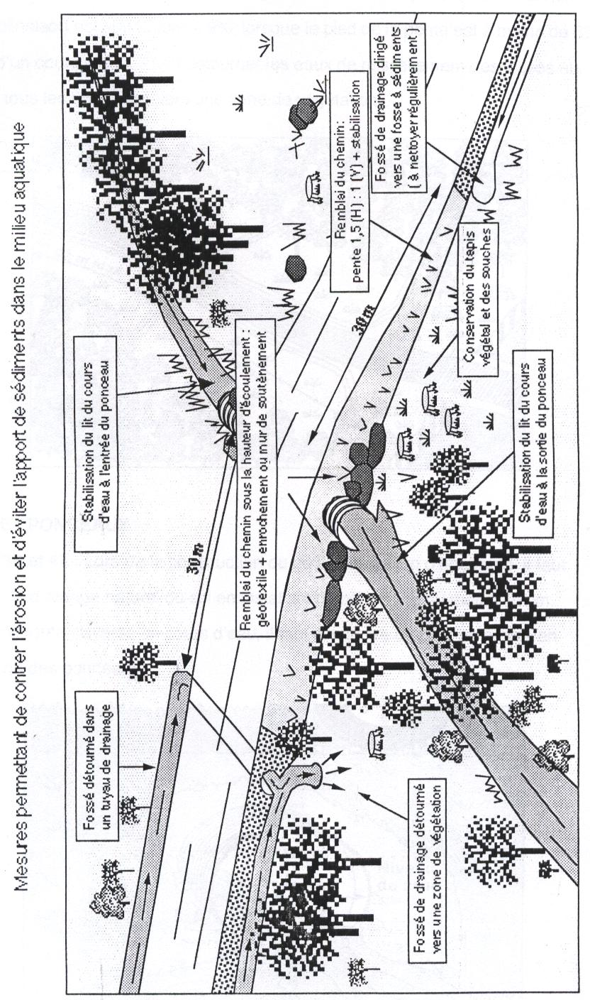 Mesures permettant de contrer l'érosion et d'éviter l'apport de sédiments dans le milieu aquatique
Fossé détourné dans
un tuyau de drainage
Stabilisation du lit du cours
d'eau à l'entrée du ponceau
30m
Remblai du chemin sous la hauteur d'écoulement :
géotextile + enrochement ou mur de soutènement
30m
Remblai du chemin:
pente 1,5 (H) : 1 (V) + stabilisation
Fossé de drainage dirigé
vers une fosse à sédiments
( à nettoyer régulièrement )
Conservation du tapis
végétal et des souches
Stabilisation du lit du cours
d'eau à la sortie du ponceau
Fossé de drainage détourné
vers une zone de végétation